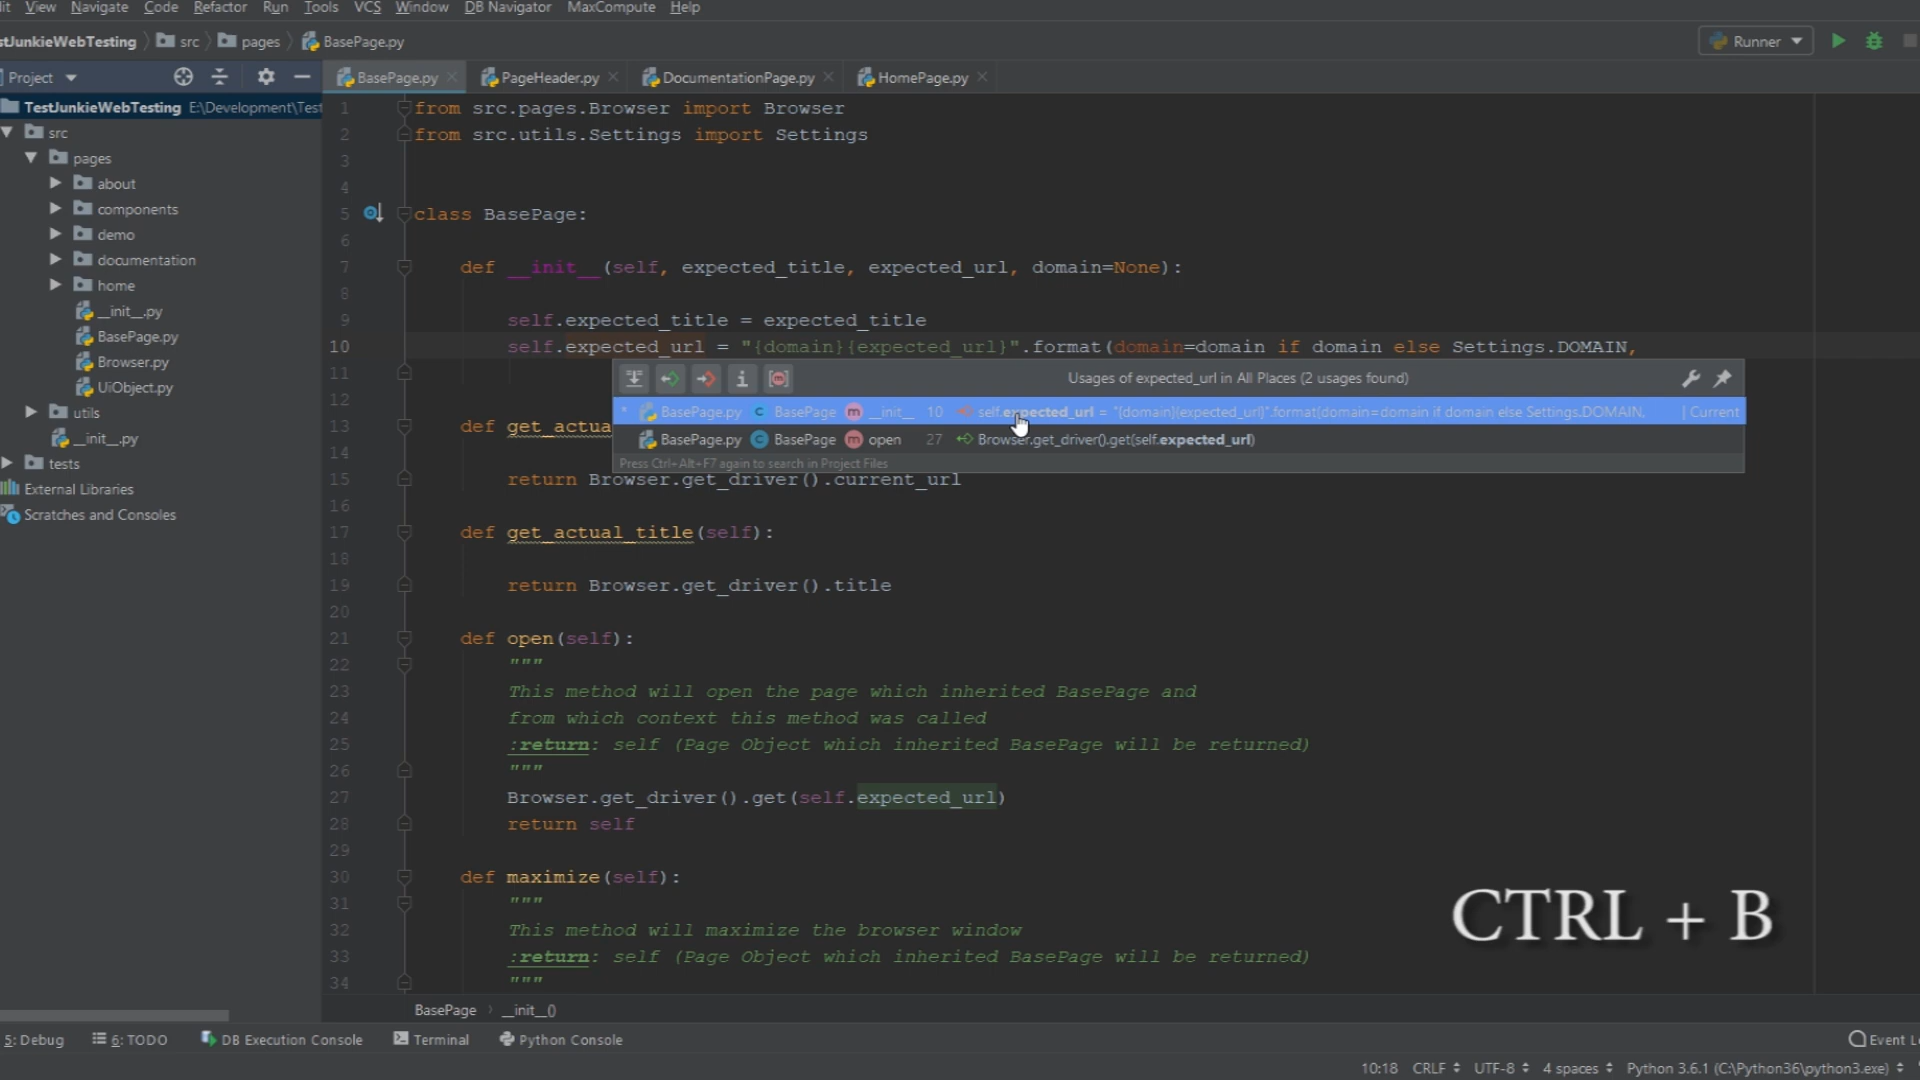 View Navigate Code Refactor Run Tools VCS Window DB Navigator MaxCompute Help
stJunkieWebTesting src pages BasePage.py Runner
Project BasePage.py PageHeader.py DocumentationPage.py HomePage.py
TestJunkieWebTesting E:\Development\Test
src
pages
about
components
demo
documentation
home
__init__.py
BasePage.py
Browser.py
UiObject.py
utils
__init__.py
tests
External Libraries
Scratches and Consoles
1 from src.pages.Browser import Browser
2 from src.utils.Settings import Settings
3
4
5 class BasePage:
6
7 def __init__(self, expected_title, expected_url, domain=None):
8
9 self.expected_title = expected_title
10 self.expected_url = "{domain}{expected_url}".format(domain=domain if domain else Settings.DOMAIN,
11
12
13 def get_actua
14
15 return Browser.get_driver().current_url
16
17 def get_actual_title(self):
18
19 return Browser.get_driver().title
20
21 def open(self):
22 """
23 This method will open the page which inherited BasePage and
24 from which context this method was called
25 :return: self (Page Object which inherited BasePage will be returned)
26 """
27 Browser.get_driver().get(self.expected_url)
28 return self
29
30 def maximize(self):
31 """
32 This method will maximize the browser window
33 :return: self (Page Object which inherited BasePage will be returned)
34 """
Usages of expected_url in All Places (2 usages found)
BasePage.py C BasePage m __init__ 10 self.expected_url = "{domain}{expected_url}".format(domain=domain if domain else Settings.DOMAIN, | Current
BasePage.py C BasePage m open 27 Browser.get_driver().get(self.expected_url)
Press Ctrl+Alt+F7 again to search in Project Files
CTRL + B
BasePage __init__()
5: Debug 6: TODO DB Execution Console Terminal Python Console Event L
10:18 CRLF UTF-8 4 spaces Python 3.6.1 (C:\Python36\python3.exe)